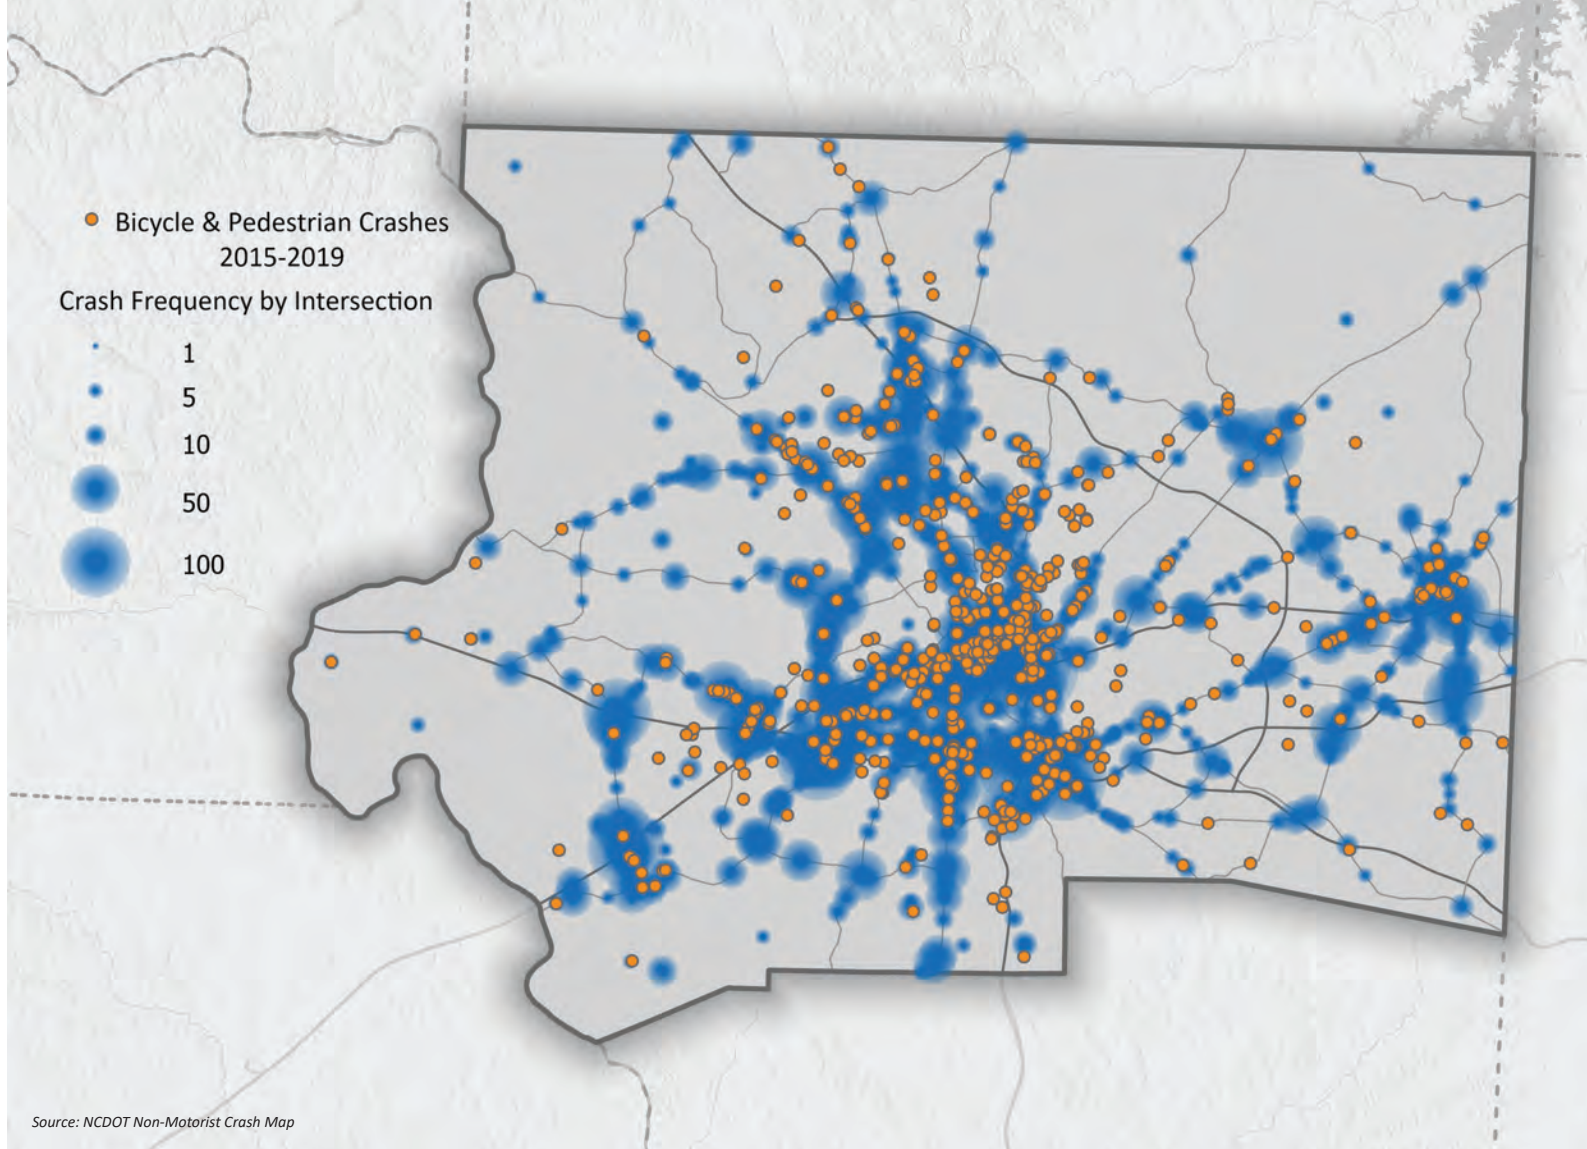 Bicycle & Pedestrian Crashes
2015-2019
Crash Frequency by Intersection
1
5
10
50
100
Source: NCDOT Non-Motorist Crash Map